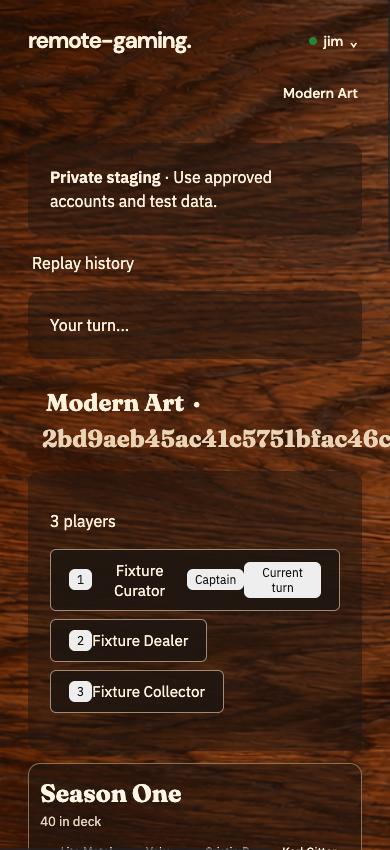 remote-gaming.
jim
Modern Art
Private staging · Use approved
accounts and test data.
Replay history
Your turn...
Modern Art •
2bd9aeb45ac41c5751bfac46c
3 players
1 Fixture Curator Captain Current turn
2 Fixture Dealer
3 Fixture Collector
Season One
40 in deck